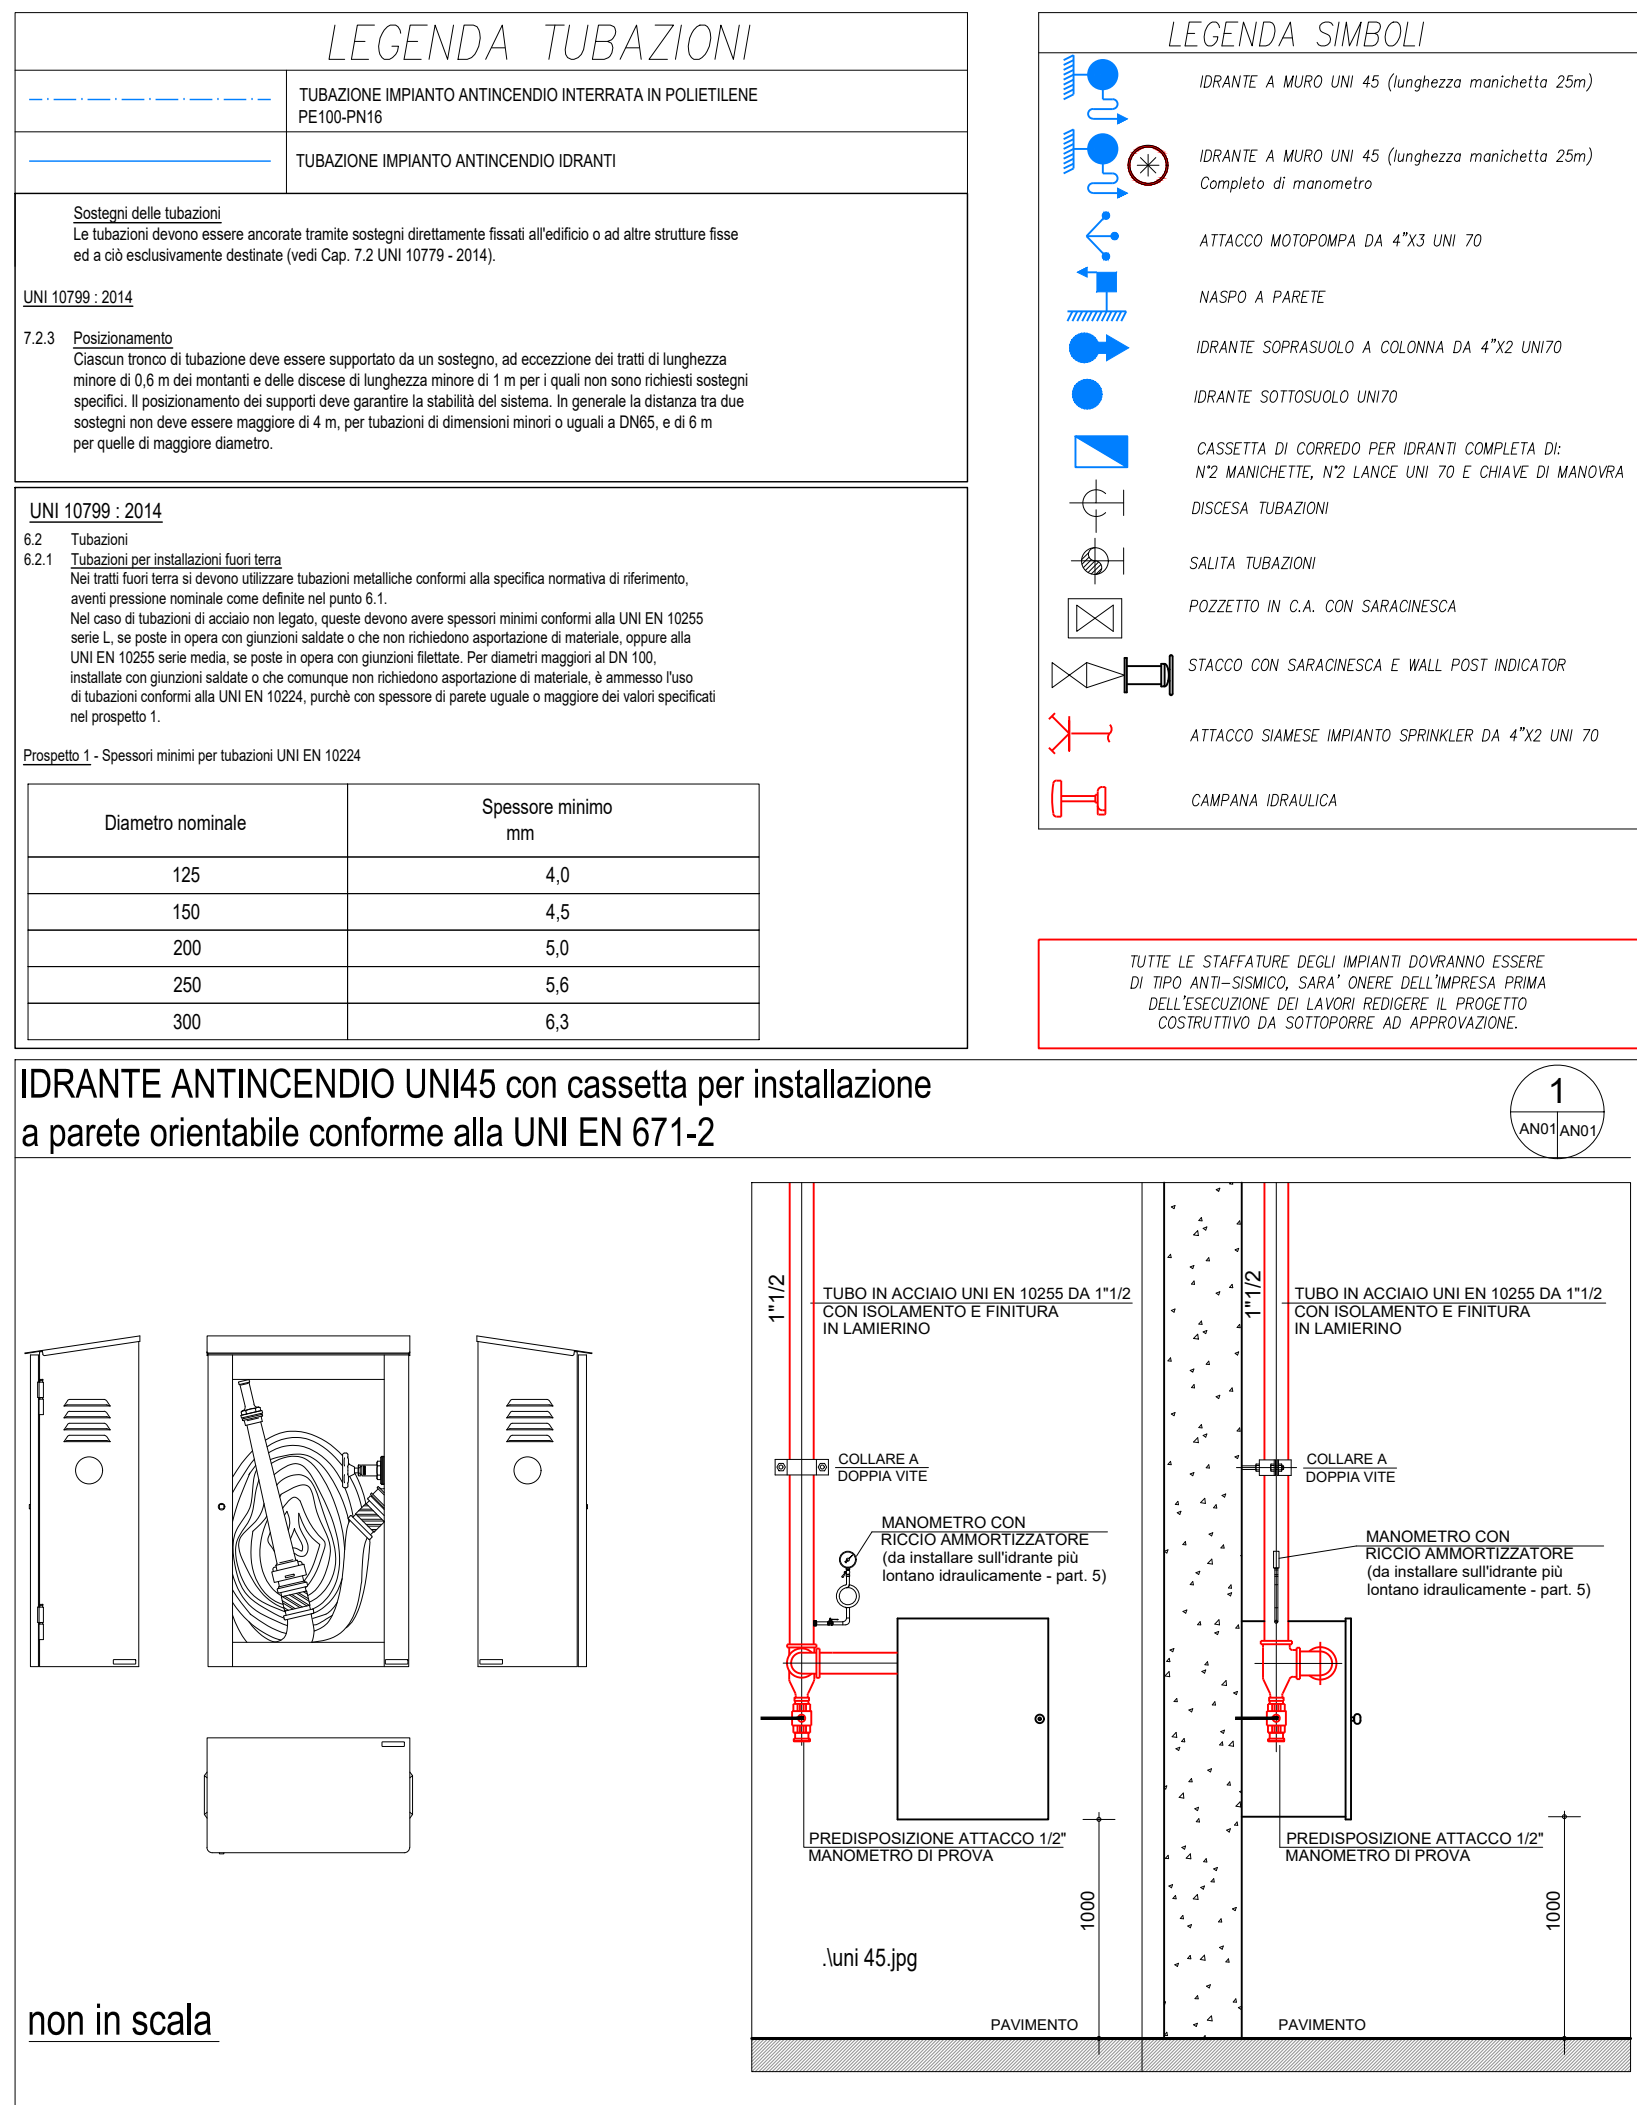 LEGENDA TUBAZIONI
TUBAZIONE IMPIANTO ANTINCENDIO INTERRATA IN POLIETILENE
PE100-PN16
TUBAZIONE IMPIANTO ANTINCENDIO IDRANTI
Sostegni delle tubazioni
Le tubazioni devono essere ancorate tramite sostegni direttamente fissati all'edificio o ad altre strutture fisse
ed a ciò esclusivamente destinate (vedi Cap. 7.2 UNI 10779 - 2014).
UNI 10799 : 2014
7.2.3 Posizionamento
Ciascun tronco di tubazione deve essere supportato da un sostegno, ad eccezzione dei tratti di lunghezza
minore di 0,6 m dei montanti e delle discese di lunghezza minore di 1 m per i quali non sono richiesti sostegni
specifici. Il posizionamento dei supporti deve garantire la stabilità del sistema. In generale la distanza tra due
sostegni non deve essere maggiore di 4 m, per tubazioni di dimensioni minori o uguali a DN65, e di 6 m
per quelle di maggiore diametro.
UNI 10799 : 2014
6.2 Tubazioni
6.2.1 Tubazioni per installazioni fuori terra
Nei tratti fuori terra si devono utilizzare tubazioni metalliche conformi alla specifica normativa di riferimento,
aventi pressione nominale come definite nel punto 6.1.
Nel caso di tubazioni di acciaio non legato, queste devono avere spessori minimi conformi alla UNI EN 10255
serie L, se poste in opera con giunzioni saldate o che non richiedono asportazione di materiale, oppure alla
UNI EN 10255 serie media, se poste in opera con giunzioni filettate. Per diametri maggiori al DN 100,
installate con giunzioni saldate o che comunque non richiedono asportazione di materiale, è ammesso l'uso
di tubazioni conformi alla UNI EN 10224, purchè con spessore di parete uguale o maggiore dei valori specificati
nel prospetto 1.
Prospetto 1 - Spessori minimi per tubazioni UNI EN 10224
Diametro nominale Spessore minimo
mm
125 4,0
150 4,5
200 5,0
250 5,6
300 6,3
LEGENDA SIMBOLI
IDRANTE A MURO UNI 45 (lunghezza manichetta 25m)
IDRANTE A MURO UNI 45 (lunghezza manichetta 25m)
Completo di manometro
ATTACCO MOTOPOMPA DA 4"X3 UNI 70
NASPO A PARETE
IDRANTE SOPRASUOLO A COLONNA DA 4"X2 UNI70
IDRANTE SOTTOSUOLO UNI70
CASSETTA DI CORREDO PER IDRANTI COMPLETA DI:
N°2 MANICHETTE, N°2 LANCE UNI 70 E CHIAVE DI MANOVRA
DISCESA TUBAZIONI
SALITA TUBAZIONI
POZZETTO IN C.A. CON SARACINESCA
STACCO CON SARACINESCA E WALL POST INDICATOR
ATTACCO SIAMESE IMPIANTO SPRINKLER DA 4"X2 UNI 70
CAMPANA IDRAULICA
TUTTE LE STAFFATURE DEGLI IMPIANTI DOVRANNO ESSERE
DI TIPO ANTI-SISMICO, SARA' ONERE DELL'IMPRESA PRIMA
DELL'ESECUZIONE DEI LAVORI REDIGERE IL PROGETTO
COSTRUTTIVO DA SOTTOPORRE AD APPROVAZIONE.
IDRANTE ANTINCENDIO UNI45 con cassetta per installazione
a parete orientabile conforme alla UNI EN 671-2
1
AN01 AN01
1"1/2
TUBO IN ACCIAIO UNI EN 10255 DA 1"1/2
CON ISOLAMENTO E FINITURA
IN LAMIERINO
COLLARE A
DOPPIA VITE
MANOMETRO CON
RICCIO AMMORTIZZATORE
(da installare sull'idrante più
lontano idraulicamente - part. 5)
PREDISPOSIZIONE ATTACCO 1/2"
MANOMETRO DI PROVA
1000
.\uni 45.jpg
PAVIMENTO
1"1/2
TUBO IN ACCIAIO UNI EN 10255 DA 1"1/2
CON ISOLAMENTO E FINITURA
IN LAMIERINO
COLLARE A
DOPPIA VITE
MANOMETRO CON
RICCIO AMMORTIZZATORE
(da installare sull'idrante più
lontano idraulicamente - part. 5)
PREDISPOSIZIONE ATTACCO 1/2"
MANOMETRO DI PROVA
1000
PAVIMENTO
non in scala